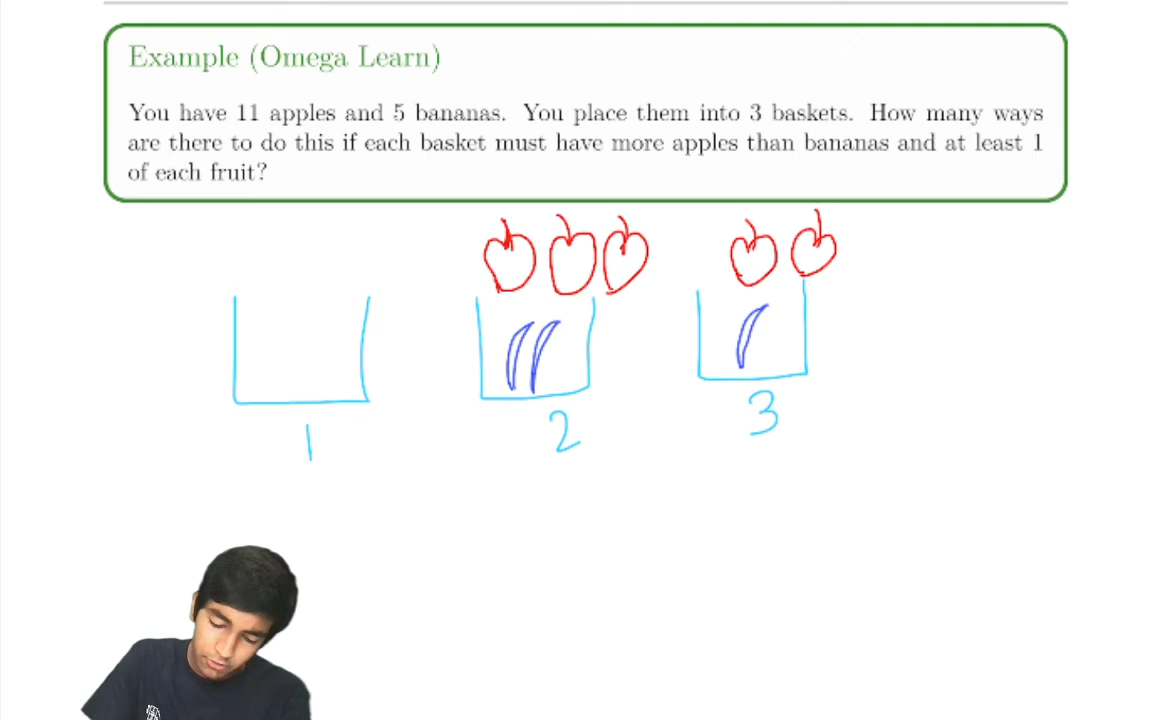 Example (Omega Learn)
You have 11 apples and 5 bananas. You place them into 3 baskets. How many ways
are there to do this if each basket must have more apples than bananas and at least 1
of each fruit?
1 2 3